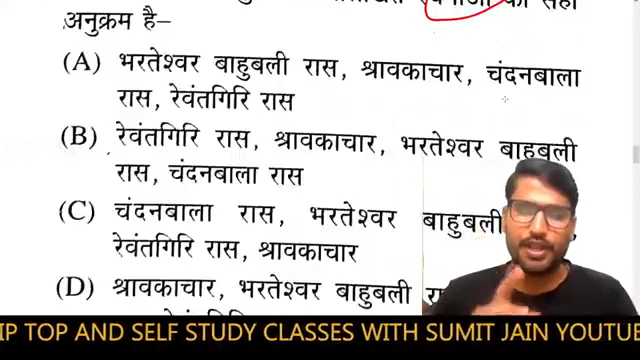 अनुक्रम है–
(A) भरतेश्वर बाहुबली रास, श्रावकाचार, चंदनबाला
रास, रेवंतगिरि रास
(B) रेवंतगिरि रास, श्रावकाचार, भरतेश्वर बाहुबली
रास, चंदनबाला रास
(C) चंदनबाला रास, भरतेश्वर बाहुबली
रेवंतगिरि रास, श्रावकाचार
(D) श्रावकाचार, भरतेश्वर बाहुबली
IP TOP AND SELF STUDY CLASSES WITH SUMIT JAIN YOUTUBE